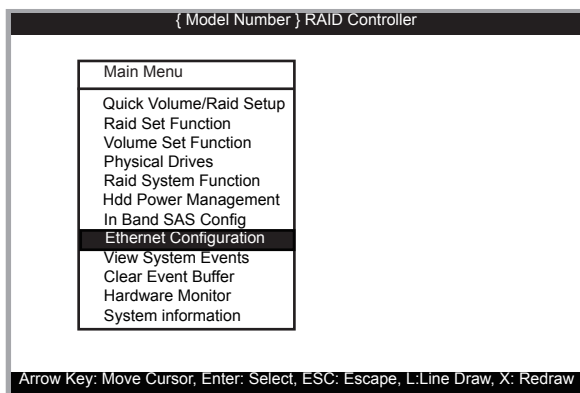 { Model Number } RAID Controller
Main Menu
Quick Volume/Raid Setup
Raid Set Function
Volume Set Function
Physical Drives
Raid System Function
Hdd Power Management
In Band SAS Config
Ethernet Configuration
View System Events
Clear Event Buffer
Hardware Monitor
System information
Arrow Key: Move Cursor, Enter: Select, ESC: Escape, L:Line Draw, X: Redraw